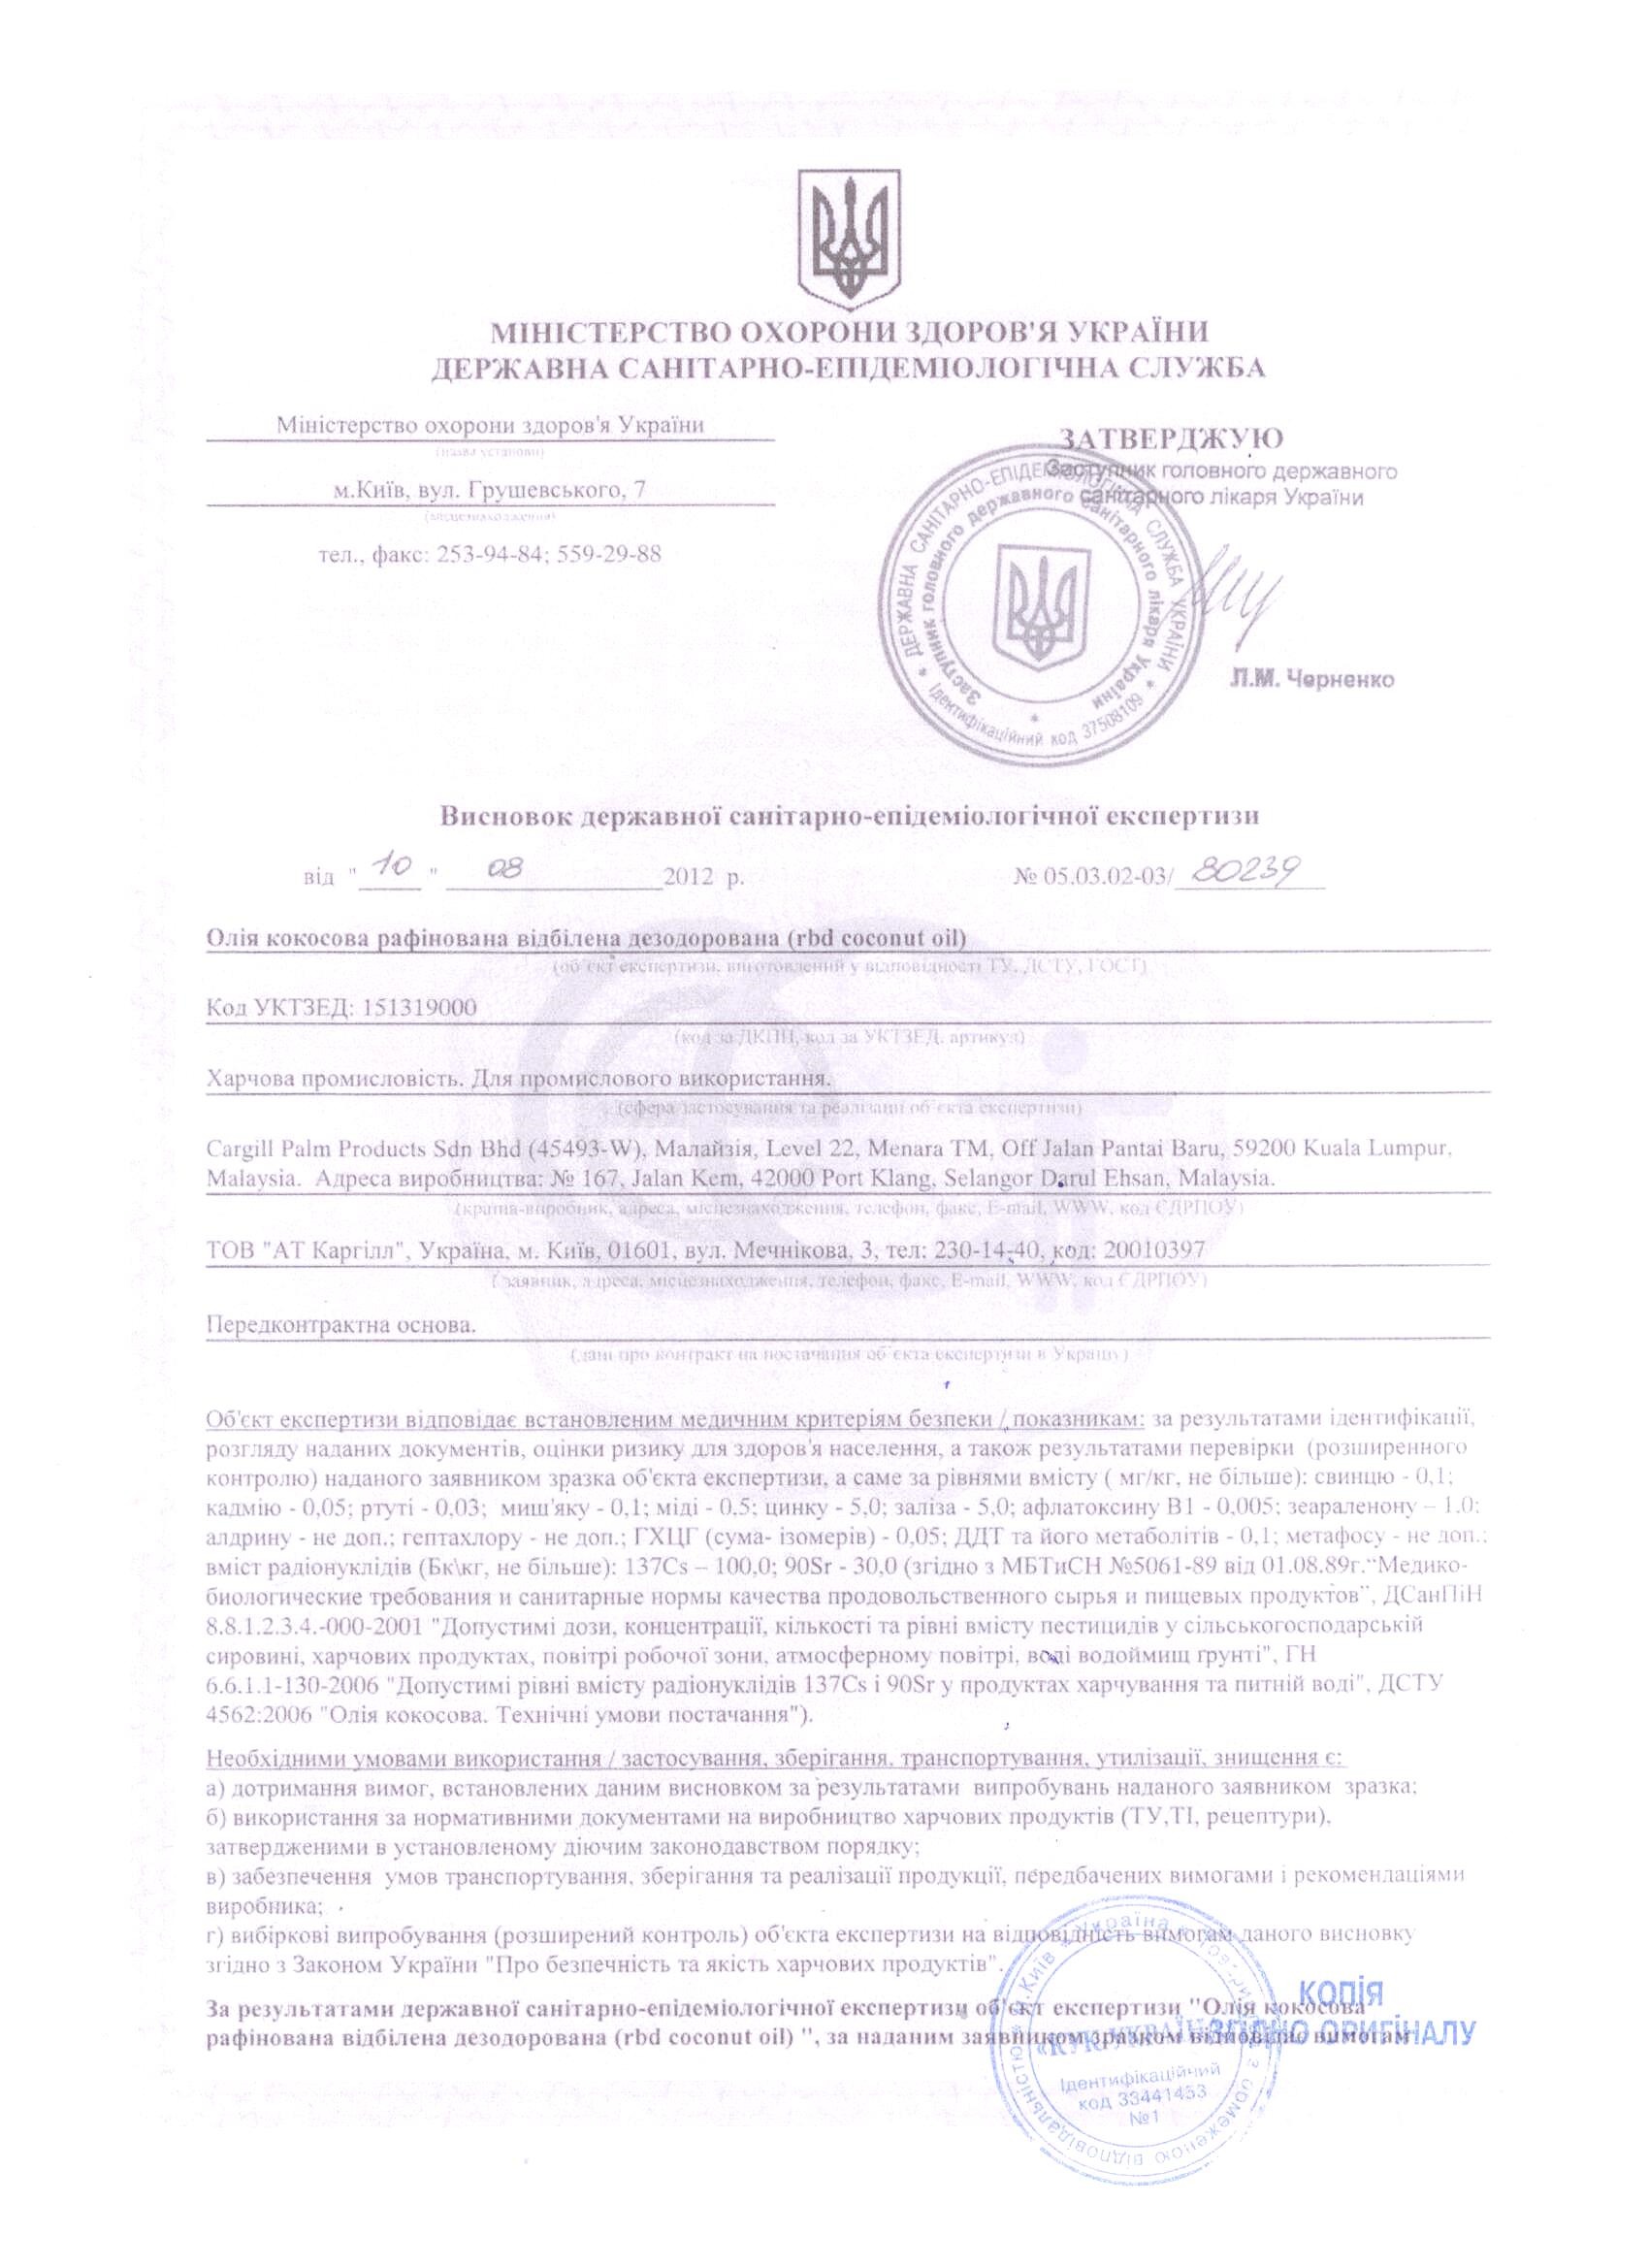 МІНІСТЕРСТВО ОХОРОНИ ЗДОРОВ'Я УКРАЇНИ
ДЕРЖАВНА САНІТАРНО-ЕПІДЕМІОЛОГІЧНА СЛУЖБА
Міністерство охорони здоров'я України
(назва установи)
м.Київ, вул. Грушевського, 7
(місцезнаходження)
тел., факс: 253-94-84; 559-29-88
ЗАТВЕРДЖУЮ
Заступник головного державного
санітарного лікаря України
ДЕРЖАВНА САНІТАРНО-ЕПІДЕМІОЛОГІЧНА СЛУЖБА УКРАЇНИ
Ідентифікаційний код 37508109
Заступник головного державного санітарного лікаря України
Л.М. Черненко
Висновок державної санітарно-епідеміологічної експертизи
від "10" 08 2012 р. № 05.03.02-03/80239
Олія кокосова рафінована відбілена дезодорована (rbd coconut oil)
(об'єкт експертизи, виготовлений у відповідності ТУ, ДСТУ, ГОСТ)
Код УКТЗЕД: 151319000
(код за ДКПП, код за УКТЗЕД, артикул)
Харчова промисловість. Для промислового використання.
(сфера застосування та реалізації об'єкта експертизи)
Cargill Palm Products Sdn Bhd (45493-W), Малайзія, Level 22, Menara TM, Off Jalan Pantai Baru, 59200 Kuala Lumpur,
Malaysia. Адреса виробництва: № 167, Jalan Kem, 42000 Port Klang, Selangor Darul Ehsan, Malaysia.
(країна-виробник, адреса, місцезнаходження, телефон, факс, E-mail, WWW, код ЄДРПОУ)
ТОВ "АТ Каргілл", Україна, м. Київ, 01601, вул. Мечнікова, 3, тел: 230-14-40, код: 20010397
(заявник, адреса, місцезнаходження, телефон, факс, E-mail, WWW, код ЄДРПОУ)
Передконтрактна основа.
(дані про контракт на постачання об'єкта експертизи в Україну)
Об'єкт експертизи відповідає встановленим медичним критеріям безпеки / показникам: за результатами ідентифікації,
розгляду наданих документів, оцінки ризику для здоров'я населення, а також результатами перевірки (розширенного
контролю) наданого заявником зразка об'єкта експертизи, а саме за рівнями вмісту ( мг/кг, не більше): свинцю - 0,1;
кадмію - 0,05; ртуті - 0,03; миш'яку - 0,1; міді - 0,5; цинку - 5,0; заліза - 5,0; афлатоксину В1 - 0,005; зеараленону – 1,0;
алдрину - не доп.; гептахлору - не доп.; ГХЦГ (сума- ізомерів) - 0,05; ДДТ та його метаболітів - 0,1; метафосу - не доп.;
вміст радіонуклідів (Бк\кг, не більше): 137Cs – 100,0; 90Sr - 30,0 (згідно з МБТиСН №5061-89 від 01.08.89г."Медико-
биологические требования и санитарные нормы качества продовольственного сырья и пищевых продуктов", ДСанПіН
8.8.1.2.3.4.-000-2001 "Допустимі дози, концентрації, кількості та рівні вмісту пестицидів у сільськогосподарській
сировині, харчових продуктах, повітрі робочої зони, атмосферному повітрі, воді водоймищ грунті", ГН
6.6.1.1-130-2006 "Допустимі рівні вмісту радіонуклідів 137Cs і 90Sr у продуктах харчування та питній воді", ДСТУ
4562:2006 "Олія кокосова. Технічні умови постачання").
Необхідними умовами використання / застосування, зберігання, транспортування, утилізації, знищення є:
а) дотримання вимог, встановлених даним висновком за результатами випробувань наданого заявником зразка;
б) використання за нормативними документами на виробництво харчових продуктів (ТУ,ТІ, рецептури),
затвердженими в установленому діючим законодавством порядку;
в) забезпечення умов транспортування, зберігання та реалізації продукції, передбачених вимогами і рекомендаціями
виробника;
г) вибіркові випробування (розширений контроль) об'єкта експертизи на відповідність вимогам даного висновку
згідно з Законом України "Про безпечність та якість харчових продуктів".
За результатами державної санітарно-епідеміологічної експертизи об'єкт експертизи "Олія кокосова
рафінована відбілена дезодорована (rbd coconut oil) ", за наданим заявником зразком відповідає вимогам
КОПІЯ
ЗГІДНО ОРИГІНАЛУ
Україна
м.Київ
обмеженою відповідальністю
Ідентифікаційний
код 33441453
№1